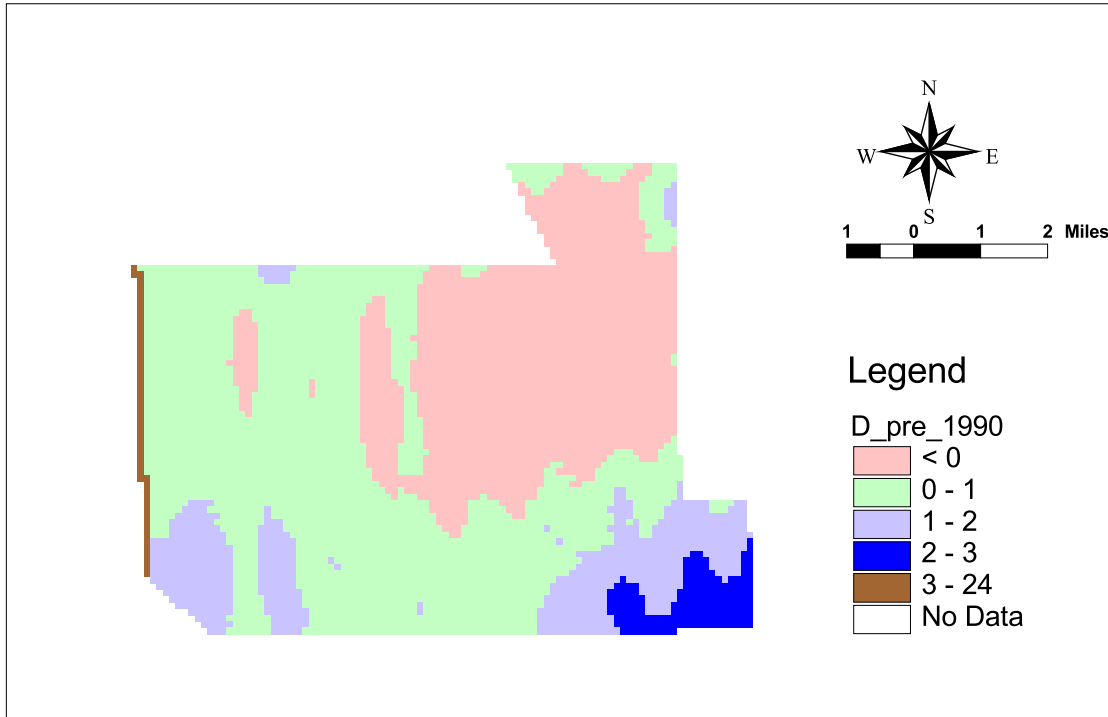 N
W E
S
1 0 1 2 Miles
Legend
D_pre_1990
< 0
0 - 1
1 - 2
2 - 3
3 - 24
No Data